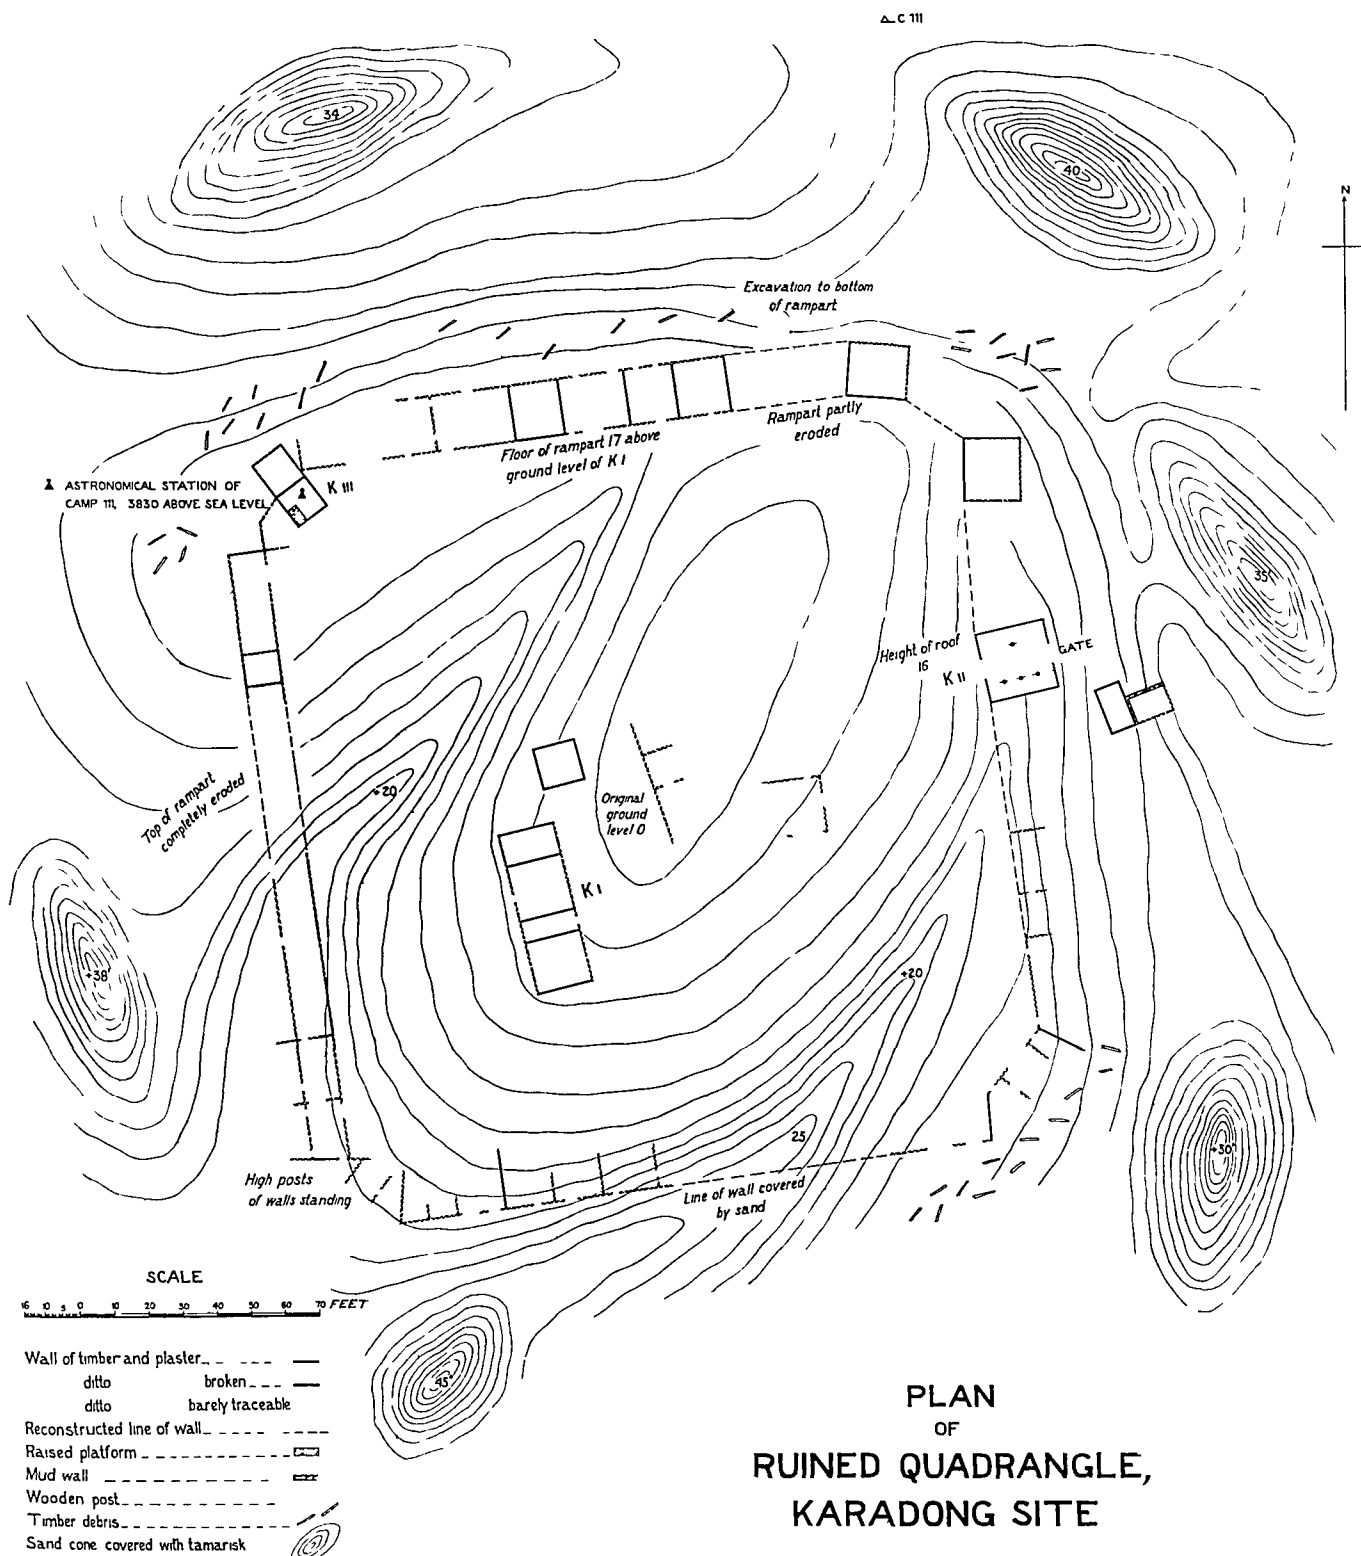 C 111
34
40
N
Excavation to bottom
of rampart
Rampart partly
eroded
Floor of rampart 17 above
ground level of K I
K III
ASTRONOMICAL STATION OF
CAMP 111, 3830 ABOVE SEA LEVEL
35
Height of roof
16
GATE
K II
Top of rampart
completely eroded
+20
Original
ground
level 0
K I
+38
+20
25
+30
High posts
of walls standing
Line of wall covered
by sand
SCALE
10 5 0 10 20 30 40 50 60 70 FEET
45
Wall of timber and plaster
ditto broken
ditto barely traceable
Reconstructed line of wall
Raised platform
Mud wall
Wooden post
Timber debris
Sand cone covered with tamarisk
PLAN
OF
RUINED QUADRANGLE,
KARADONG SITE